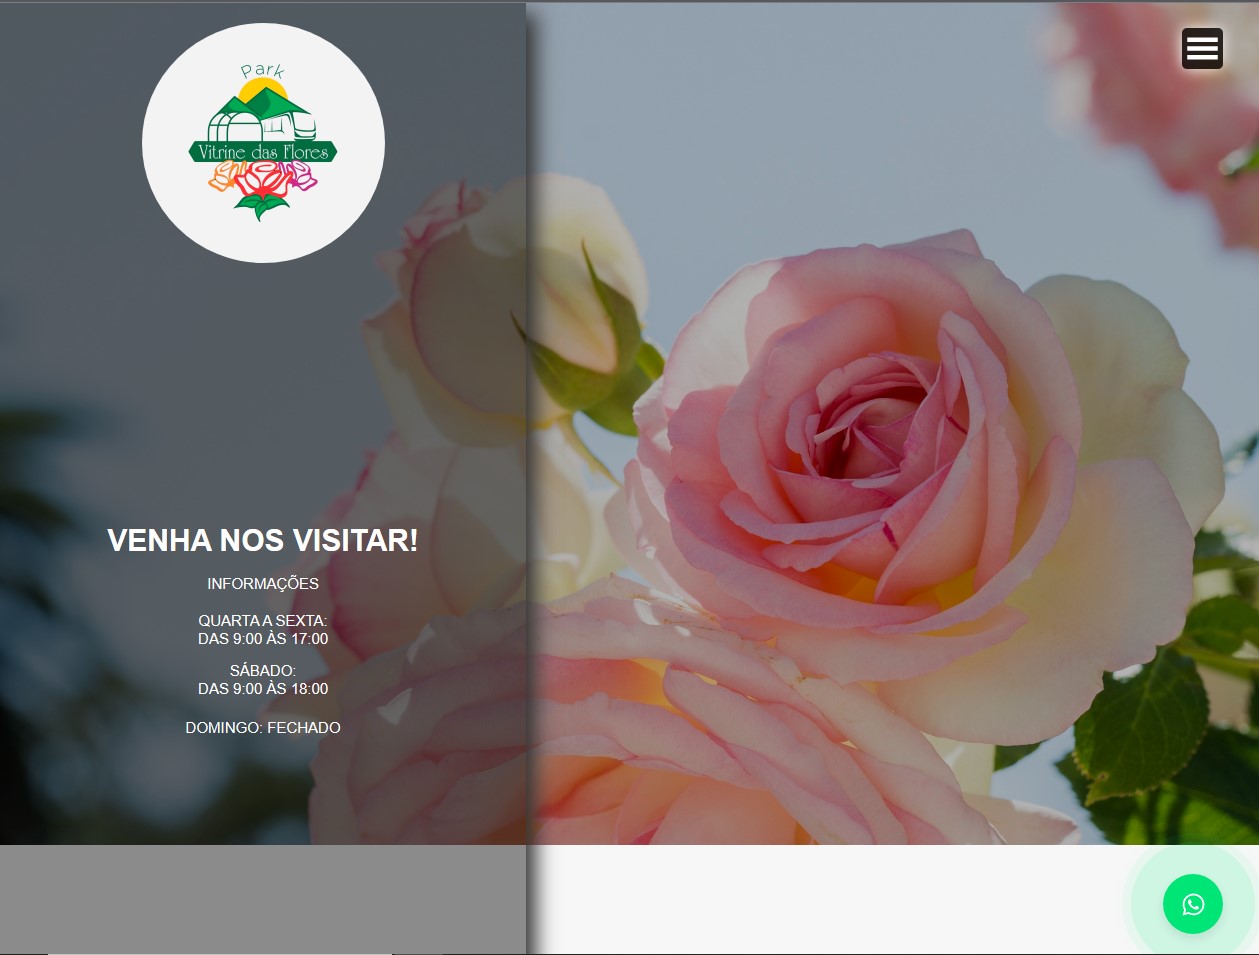 Park
Vitrine das Flores
VENHA NOS VISITAR!
INFORMAÇÕES
QUARTA A SEXTA:
DAS 9:00 ÀS 17:00
SÁBADO:
DAS 9:00 ÀS 18:00
DOMINGO: FECHADO